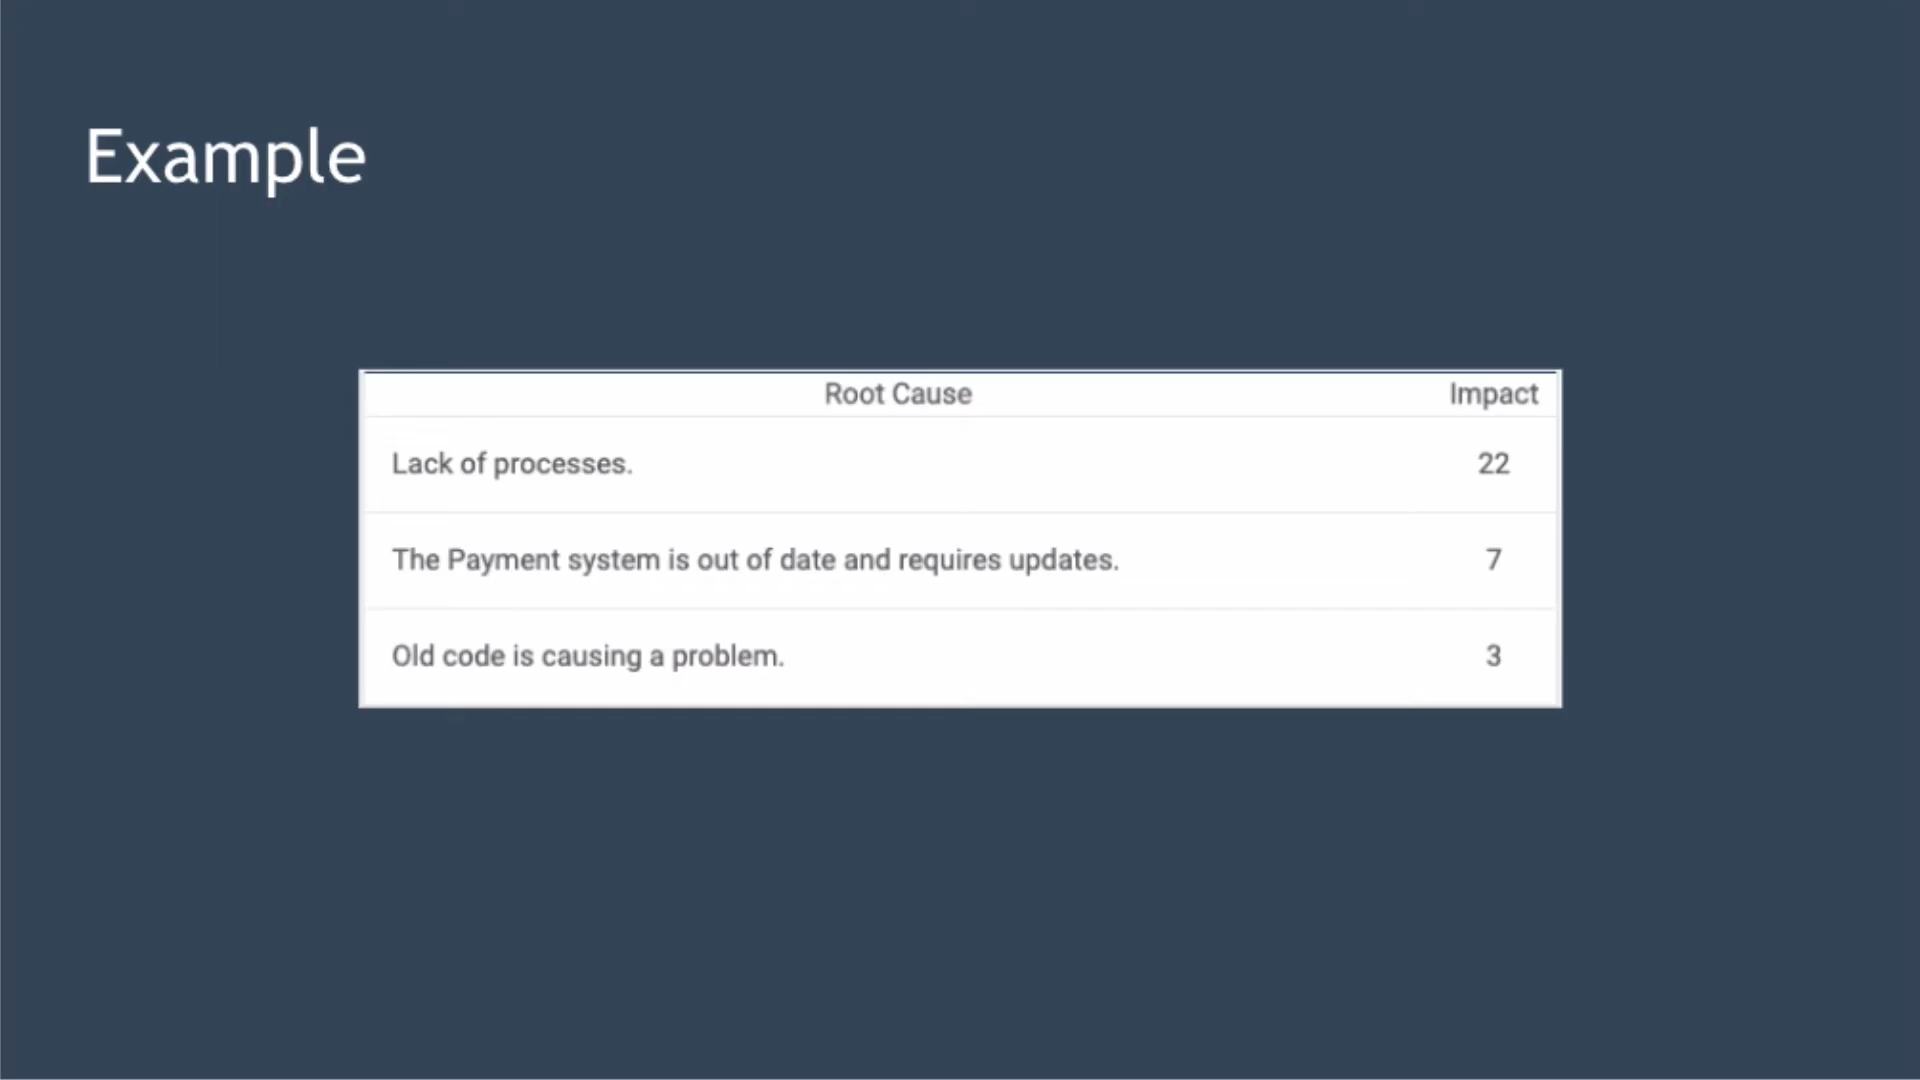 Example
Root Cause Impact
Lack of processes. 22
The Payment system is out of date and requires updates. 7
Old code is causing a problem. 3